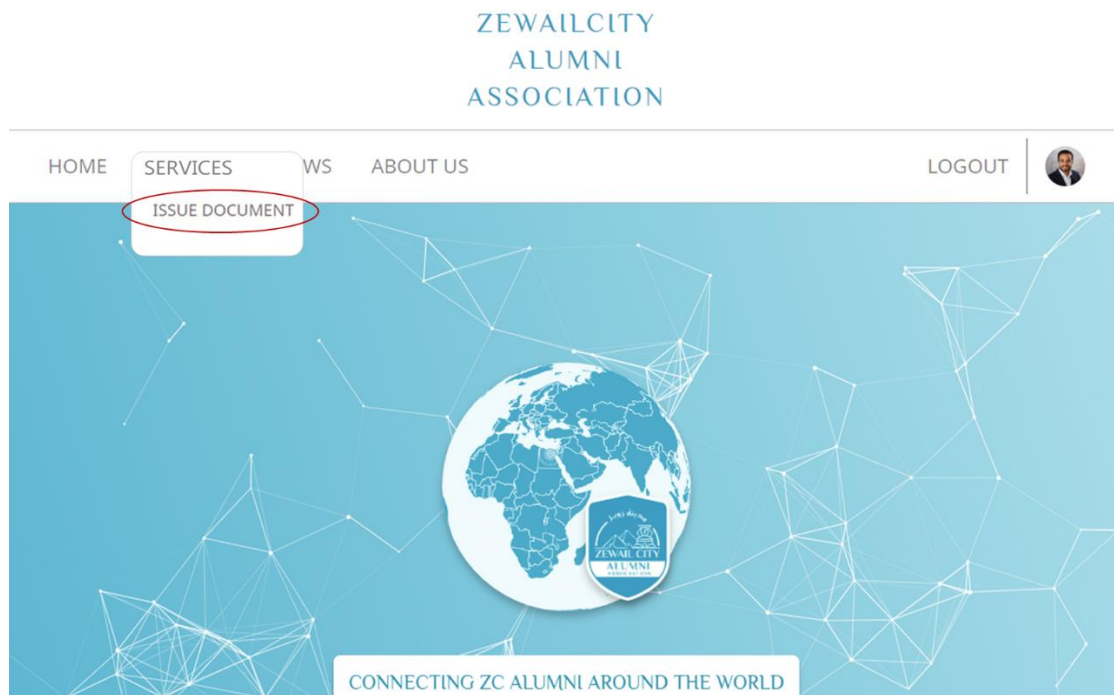 ZEWAILCITY
ALUMNI
ASSOCIATION
HOME SERVICES WS ABOUT US LOGOUT
ISSUE DOCUMENT
ZEWAIL CITY
ALUMNI
ASSOCIATION
CONNECTING ZC ALUMNI AROUND THE WORLD